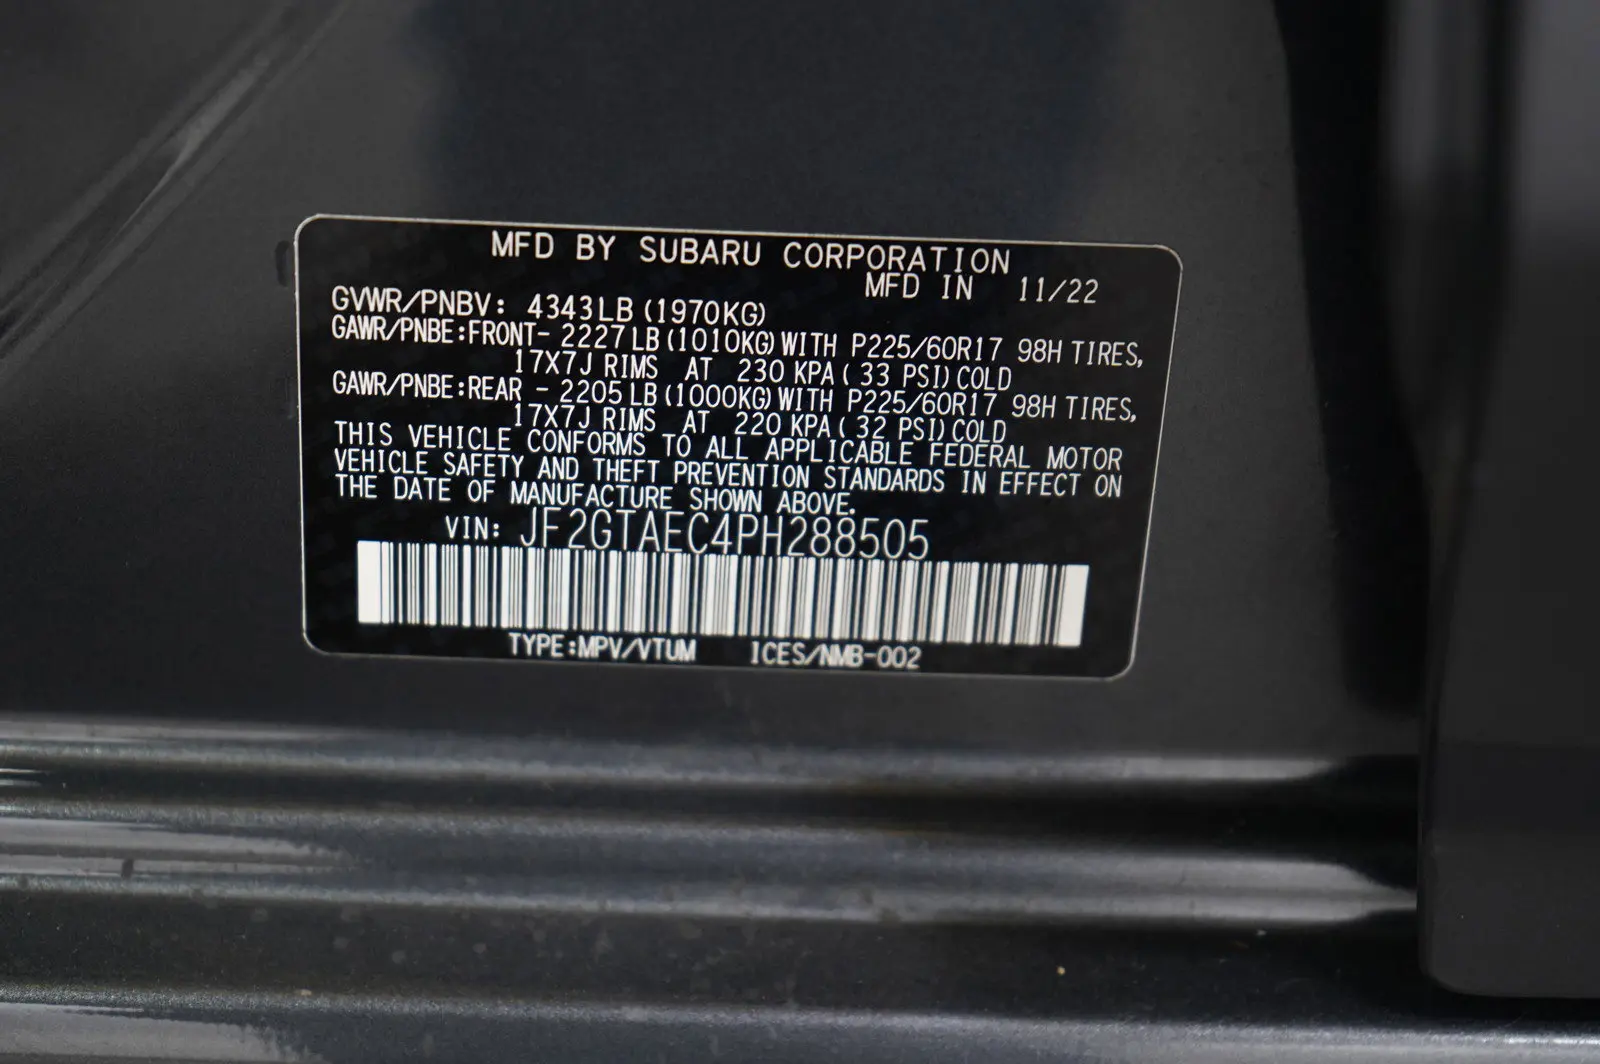 MFD BY SUBARU CORPORATION
MFD IN 11/22
GVWR/PNBV: 4343LB (1970KG)
GAWR/PNBE:FRONT- 2227LB (1010KG) WITH P225/60R17 98H TIRES,
17X7J RIMS AT 230 KPA ( 33 PSI) COLD
GAWR/PNBE:REAR - 2205LB (1000KG) WITH P225/60R17 98H TIRES,
17X7J RIMS AT 220 KPA ( 32 PSI) COLD
THIS VEHICLE CONFORMS TO ALL APPLICABLE FEDERAL MOTOR
VEHICLE SAFETY AND THEFT PREVENTION STANDARDS IN EFFECT ON
THE DATE OF MANUFACTURE SHOWN ABOVE.
VIN: JF2GTAEC4PH288505
TYPE:MPV/VTUM ICES/NMB-002